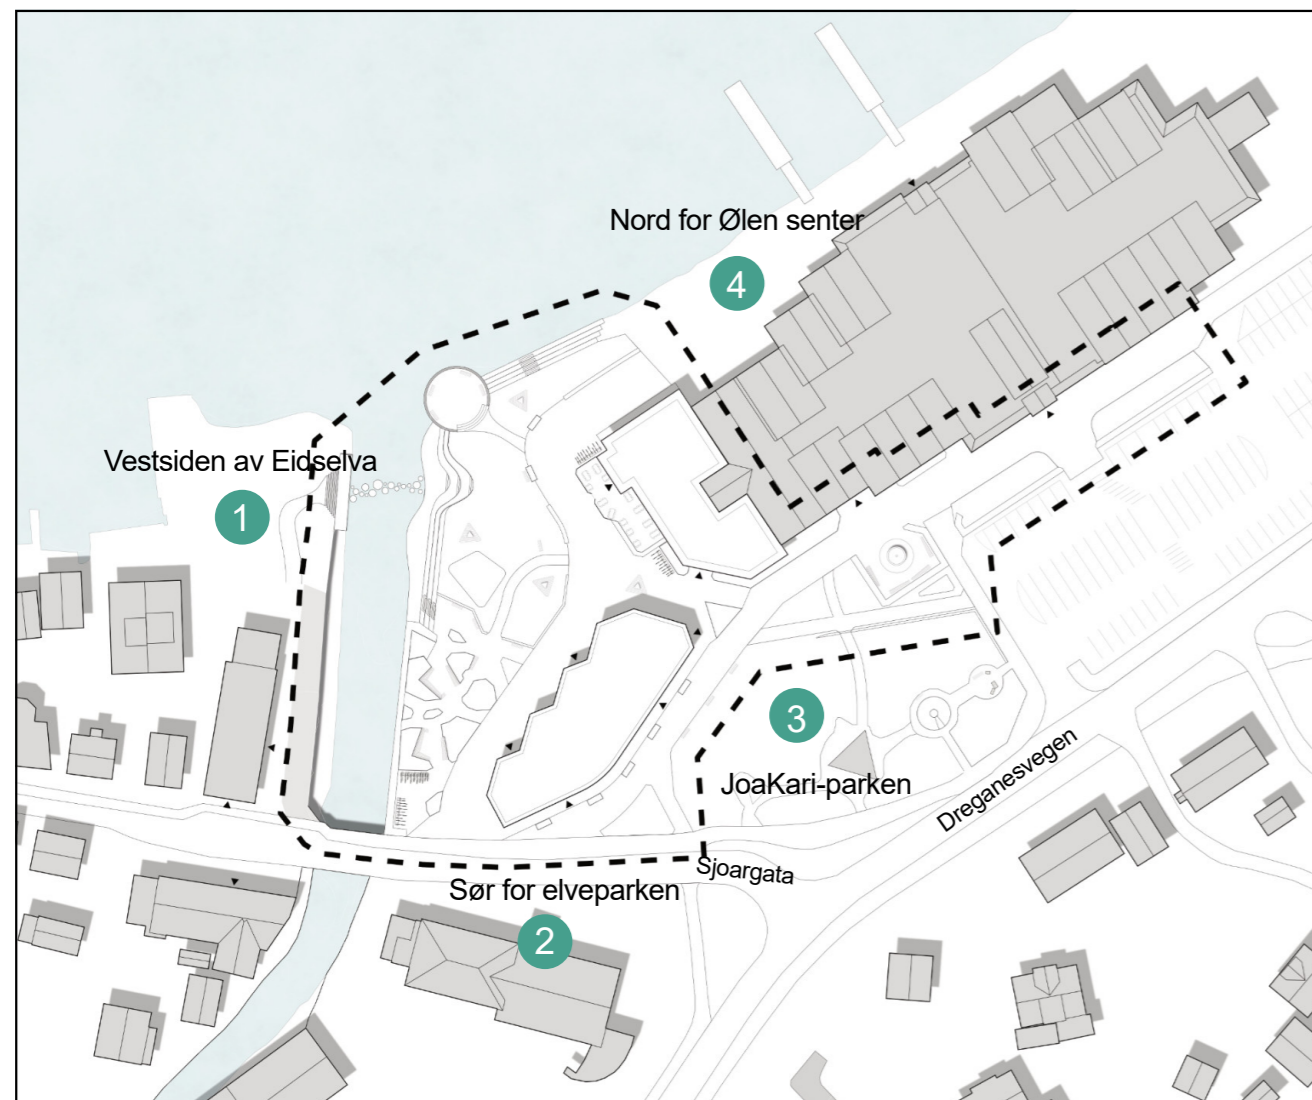 Nord for Ølen senter
4
Vestsiden av Eidselva
1
3
JoaKari-parken
Dreganesvegen
Sjoargata
Sør for elveparken
2